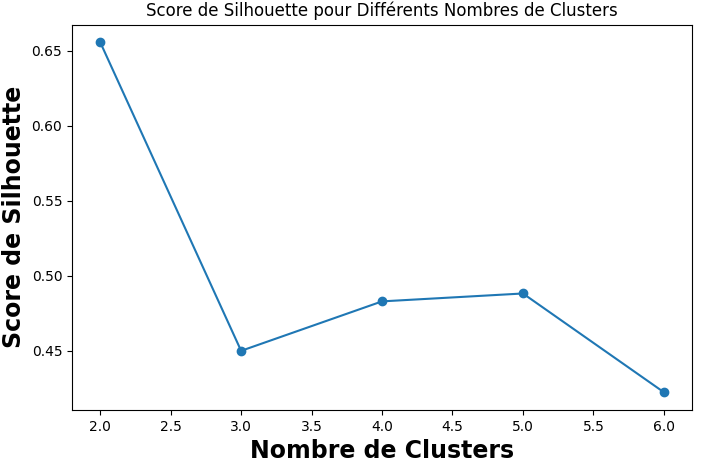 Score de Silhouette pour Différents Nombres de Clusters
0.65
0.60
0.55
0.50
0.45
Score de Silhouette
2.0 2.5 3.0 3.5 4.0 4.5 5.0 5.5 6.0
Nombre de Clusters